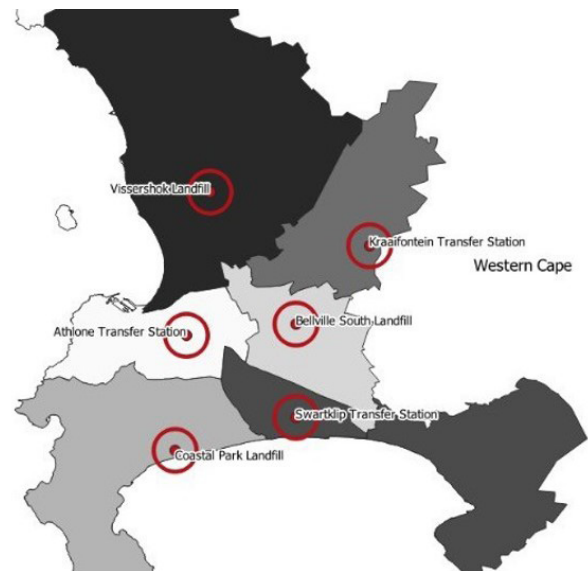 Vissershok Landfill
Kraaifontein Transfer Station
Western Cape
Bellville South Landfill
Athlone Transfer Station
Swartklip Transfer Station
Coastal Park Landfill